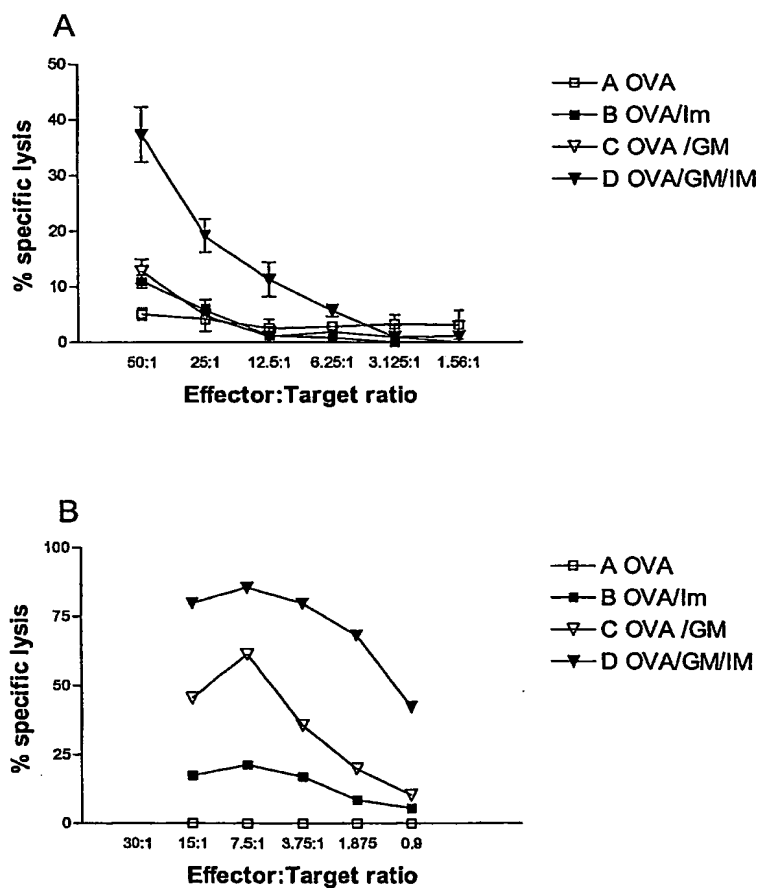 A
50
40
30
20
10
0
% specific lysis
50:1 25:1 12.5:1 6.25:1 3.125:1 1.56:1
Effector:Target ratio
A OVA
B OVA/Im
C OVA /GM
D OVA/GM/IM
B
100
75
50
25
0
% specific lysis
30:1 15:1 7.5:1 3.75:1 1.875 0.9
Effector:Target ratio
A OVA
B OVA/Im
C OVA /GM
D OVA/GM/IM